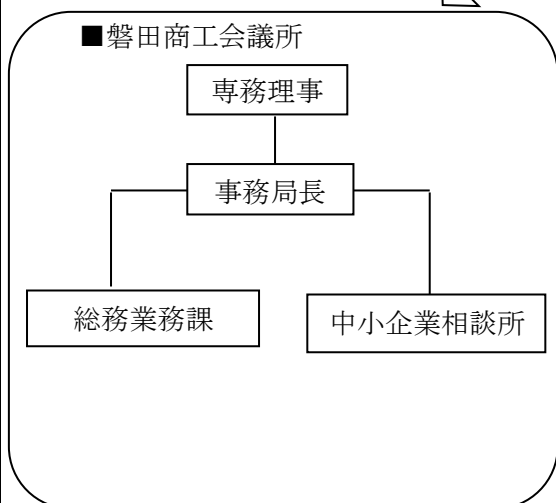 ■磐田商工会議所
専務理事
事務局長
総務業務課
中小企業相談所